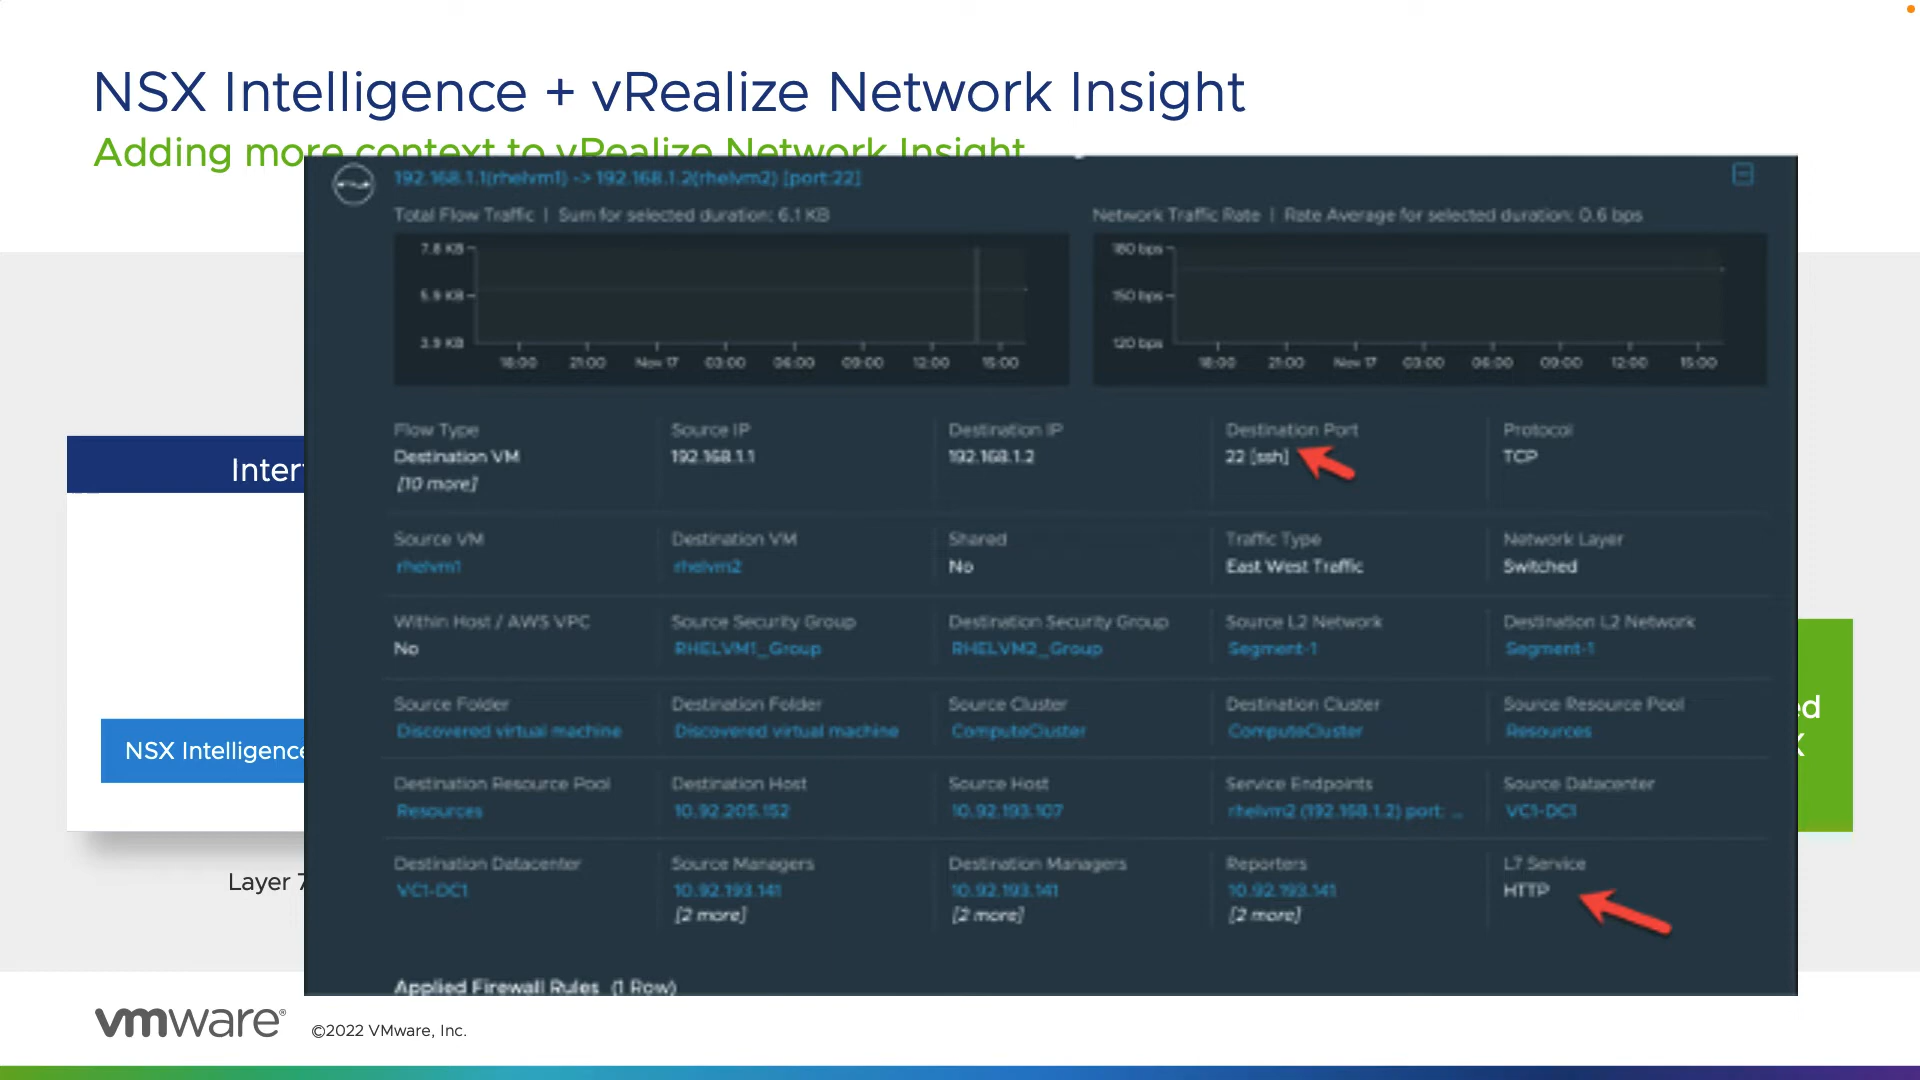 NSX Intelligence + vRealize Network Insight
Adding more context to vRealize Network Insight
192.168.1.1(rhelvm1) -> 192.168.1.2(rhelvm2) [port:22]
Total Flow Traffic | Sum for selected duration: 6.1 KB
Network Traffic Rate | Rate Average for selected duration: 0.6 bps
7.8 KB
5.9 KB
3.9 KB
18:00 21:00 Nov 17 03:00 06:00 09:00 12:00 15:00
180 bps
150 bps
120 bps
18:00 21:00 Nov 17 03:00 06:00 09:00 12:00 15:00
Flow Type Source IP Destination IP Destination Port Protocol
Destination VM 192.168.1.1 192.168.1.2 22 [ssh] TCP
[10 more]
Source VM Destination VM Shared Traffic Type Network Layer
rhelvm1 rhelvm2 No East West Traffic Switched
Within Host / AWS VPC Source Security Group Destination Security Group Source L2 Network Destination L2 Network
No RHELVM1_Group RHELVM2_Group Segment-1 Segment-1
Source Folder Destination Folder Source Cluster Destination Cluster Source Resource Pool
Discovered virtual machine Discovered virtual machine ComputeCluster ComputeCluster Resources
Destination Resource Pool Destination Host Source Host Service Endpoints Source Datacenter
Resources 10.92.205.152 10.92.193.107 rhelvm2 (192.168.1.2) port: ... VC1-DC1
Destination Datacenter Source Managers Destination Managers Reporters L7 Service
VC1-DC1 10.92.193.141 10.92.193.141 10.92.193.141 HTTP
[2 more] [2 more] [2 more]
Applied Firewall Rules (1 Row)
Inter
NSX Intelligence
Layer 7
ed
X
vmware®
©2022 VMware, Inc.